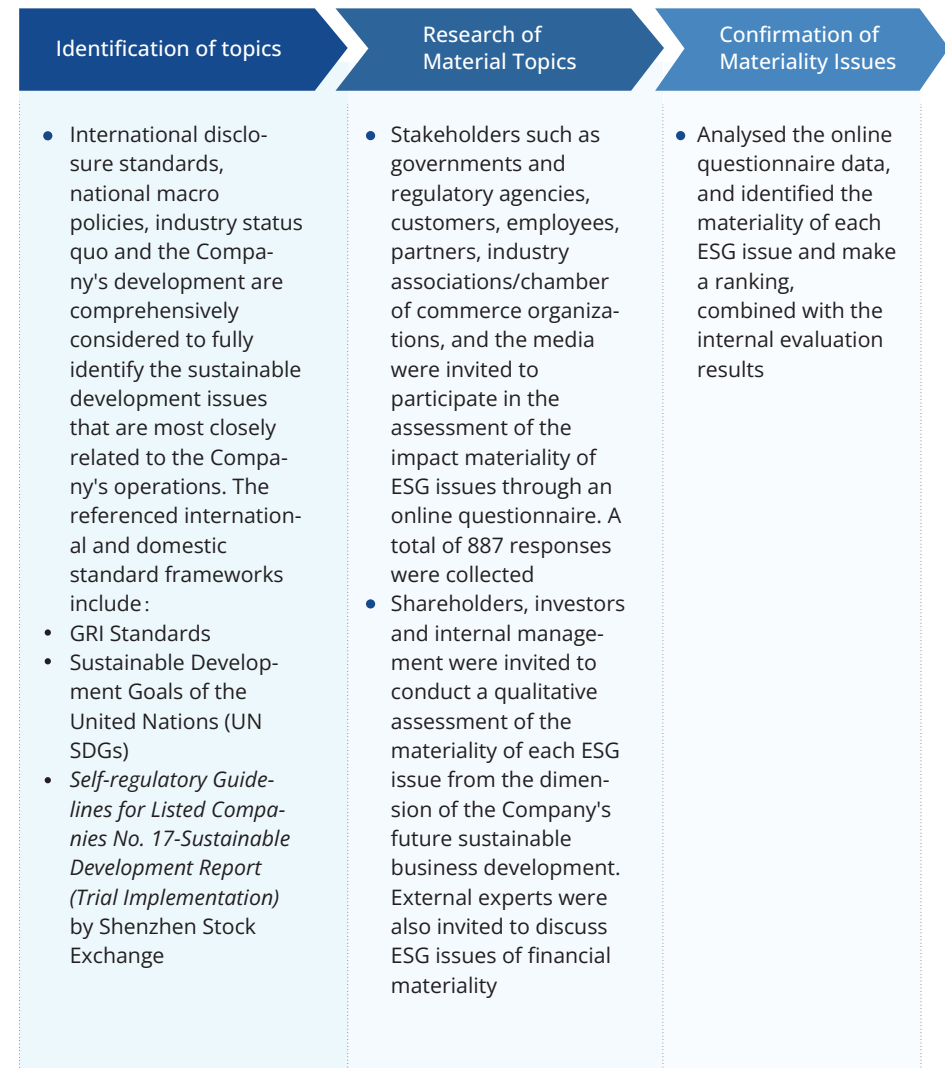 Identification of topics
Research of
Material Topics
Confirmation of
Materiality Issues
• International disclo-
sure standards,
national macro
policies, industry status
quo and the Compa-
ny's development are
comprehensively
considered to fully
identify the sustainable
development issues
that are most closely
related to the Compa-
ny's operations. The
referenced internation-
al and domestic
standard frameworks
include:
• GRI Standards
• Sustainable Develop-
ment Goals of the
United Nations (UN
SDGs)
• Self-regulatory Guide-
lines for Listed Compa-
nies No. 17-Sustainable
Development Report
(Trial Implementation)
by Shenzhen Stock
Exchange
• Stakeholders such as
governments and
regulatory agencies,
customers, employees,
partners, industry
associations/chamber
of commerce organiza-
tions, and the media
were invited to
participate in the
assessment of the
impact materiality of
ESG issues through an
online questionnaire. A
total of 887 responses
were collected
• Shareholders, investors
and internal manage-
ment were invited to
conduct a qualitative
assessment of the
materiality of each ESG
issue from the dimen-
sion of the Company's
future sustainable
business development.
External experts were
also invited to discuss
ESG issues of financial
materiality
• Analysed the online
questionnaire data,
and identified the
materiality of each
ESG issue and make
a ranking,
combined with the
internal evaluation
results